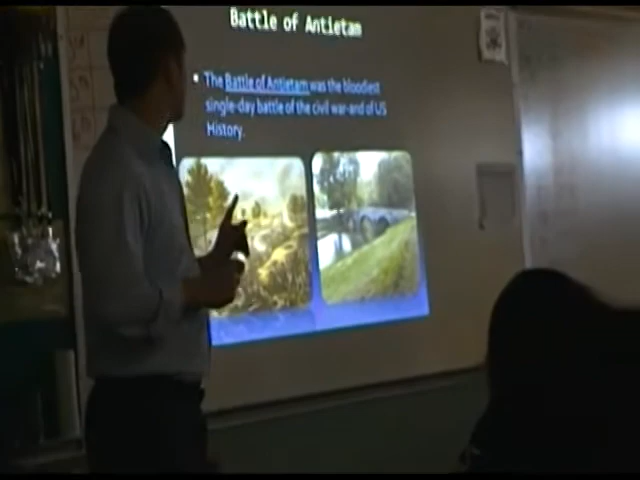 Battle of Antietam
• The Battle of Antietam was the bloodiest
single-day battle of the civil war-and of US
History.